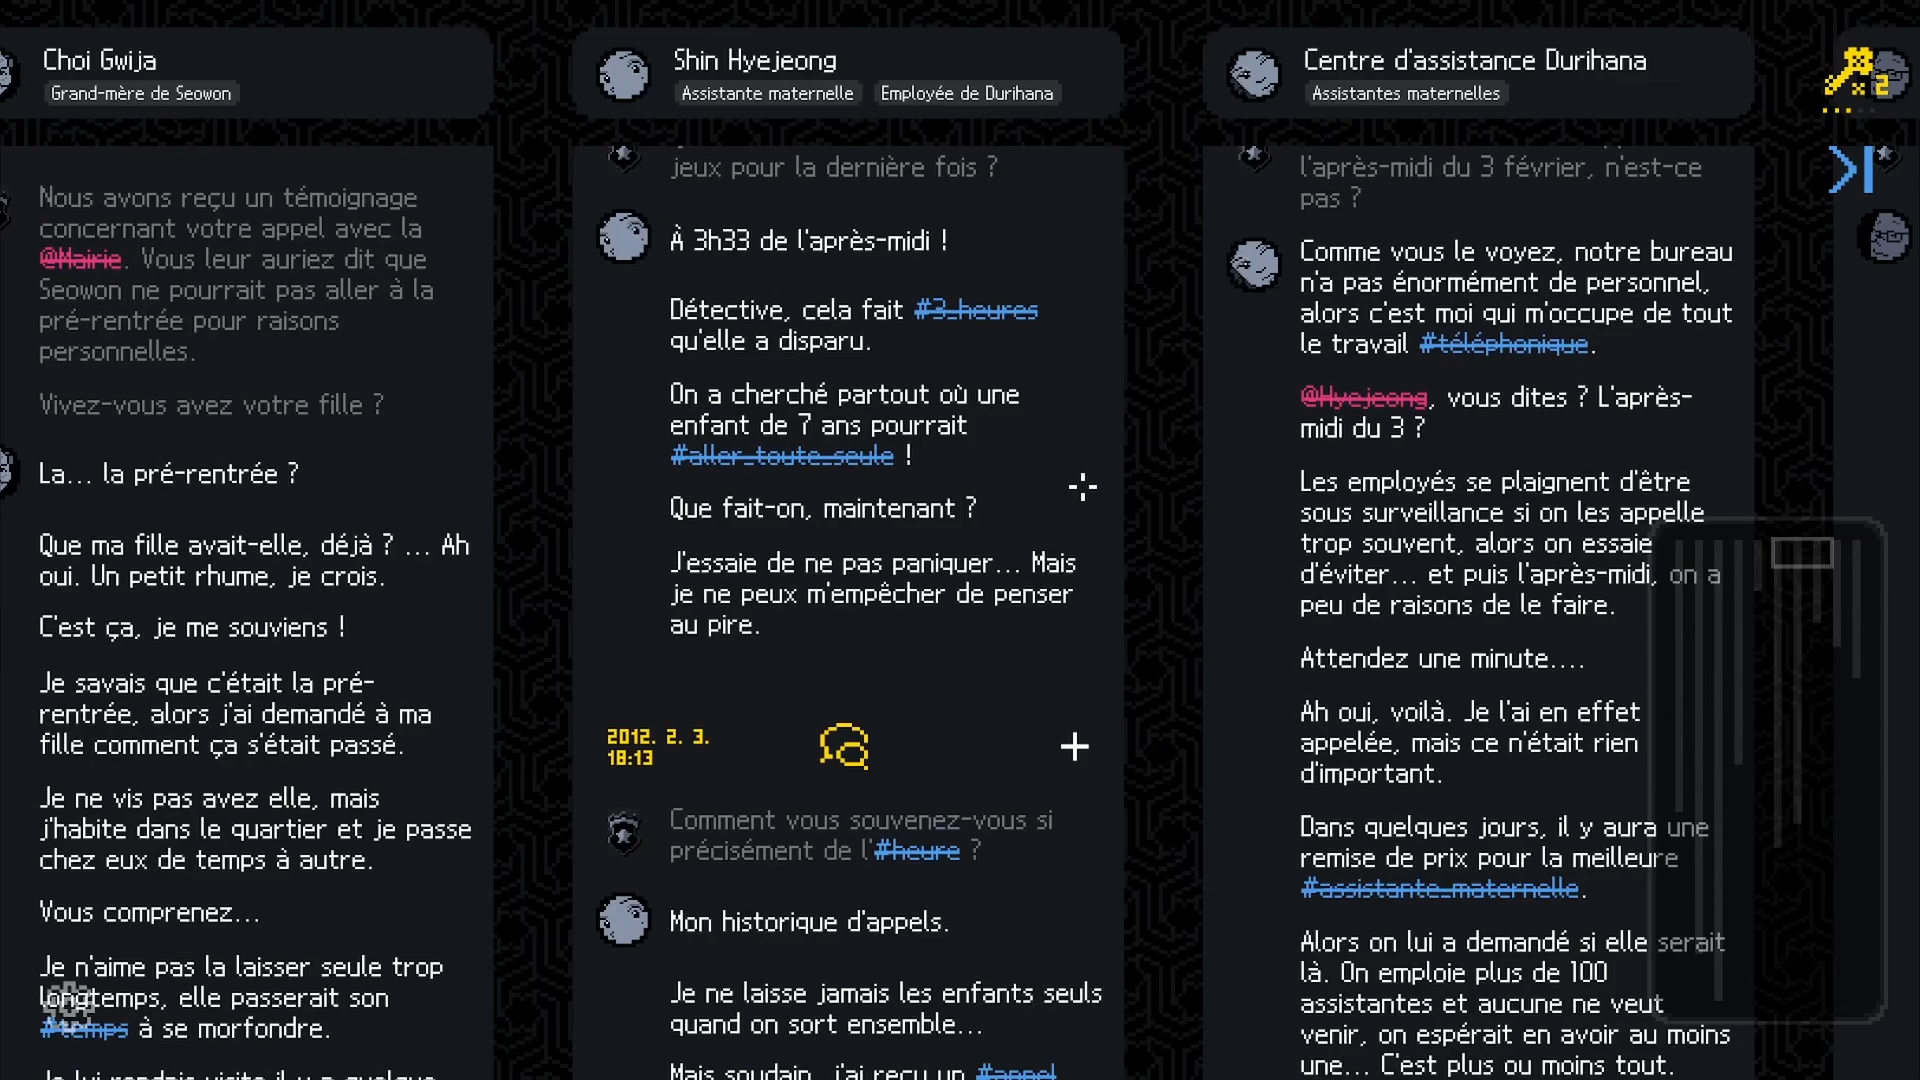 Choi Gwija
Grand-mère de Seowon
Nous avons reçu un témoignage
concernant votre appel avec la
@Mairie. Vous leur auriez dit que
Seowon ne pourrait pas aller à la
pré-rentrée pour raisons
personnelles.
Vivez-vous avez votre fille ?
La... la pré-rentrée ?
Que ma fille avait-elle, déjà ? ... Ah
oui. Un petit rhume, je crois.
C'est ça, je me souviens !
Je savais que c'était la pré-
rentrée, alors j'ai demandé à ma
fille comment ça s'était passé.
Je ne vis pas avez elle, mais
j'habite dans le quartier et je passe
chez eux de temps à autre.
Vous comprenez...
Je n'aime pas la laisser seule trop
longtemps, elle passerait son
#temps à se morfondre.
Shin Hyejeong
Assistante maternelle
Employée de Durihana
jeux pour la dernière fois ?
À 3h33 de l'après-midi !
Détective, cela fait #3_heures
qu'elle a disparu.
On a cherché partout où une
enfant de 7 ans pourrait
#aller_toute_seule !
Que fait-on, maintenant ?
J'essaie de ne pas paniquer... Mais
je ne peux m'empêcher de penser
au pire.
2012. 2. 3.
18:13
Comment vous souvenez-vous si
précisément de l'#heure ?
Mon historique d'appels.
Je ne laisse jamais les enfants seuls
quand on sort ensemble...
Mais soudain, j'ai reçu un #appel
Centre d'assistance Durihana
Assistantes maternelles
l'après-midi du 3 février, n'est-ce
pas ?
Comme vous le voyez, notre bureau
n'a pas énormément de personnel,
alors c'est moi qui m'occupe de tout
le travail #téléphonique.
@Hyejeong, vous dites ? L'après-
midi du 3 ?
Les employés se plaignent d'être
sous surveillance si on les appelle
trop souvent, alors on essaie
d'éviter... et puis l'après-midi, on a
peu de raisons de le faire.
Attendez une minute....
Ah oui, voilà. Je l'ai en effet
appelée, mais ce n'était rien
d'important.
Dans quelques jours, il y aura une
remise de prix pour la meilleure
#assistante_maternelle.
Alors on lui a demandé si elle serait
là. On emploie plus de 100
assistantes et aucune ne veut
venir, on espérait en avoir au moins
une... C'est plus ou moins tout.
x 2